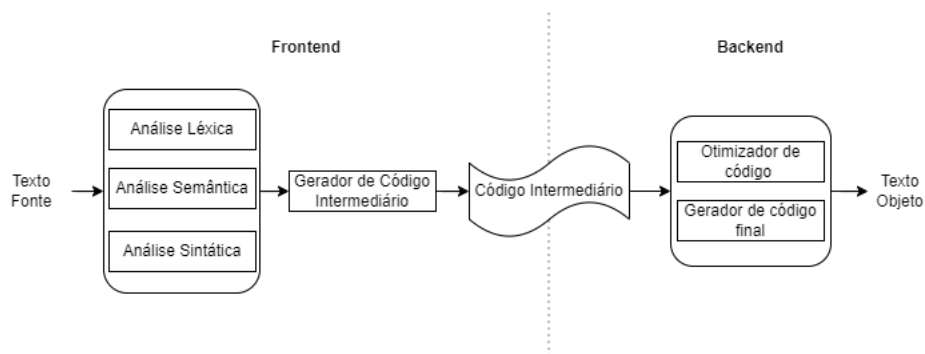 Frontend
Backend
Texto
Fonte
Análise Léxica
Análise Semântica
Análise Sintática
Gerador de Código
Intermediário
Código Intermediário
Otimizador de
código
Gerador de código
final
Texto
Objeto